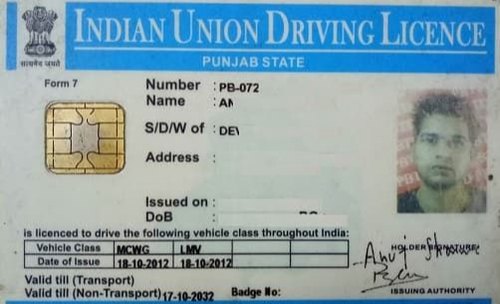 INDIAN UNION DRIVING LICENCE
सत्यमेव जयते
PUNJAB STATE
Form 7
Number : PB-072
Name : AN
S/D/W of : DEV
Address :
Issued on :
DoB :
is licenced to drive the following vehicle class throughout India:
Vehicle Class MCWG LMV
Date of Issue 18-10-2012 18-10-2012
HOLDER SIGNATURE
Valid till (Transport)
Valid till (Non-Transport) 17-10-2032 Badge No:
ISSUING AUTHORITY